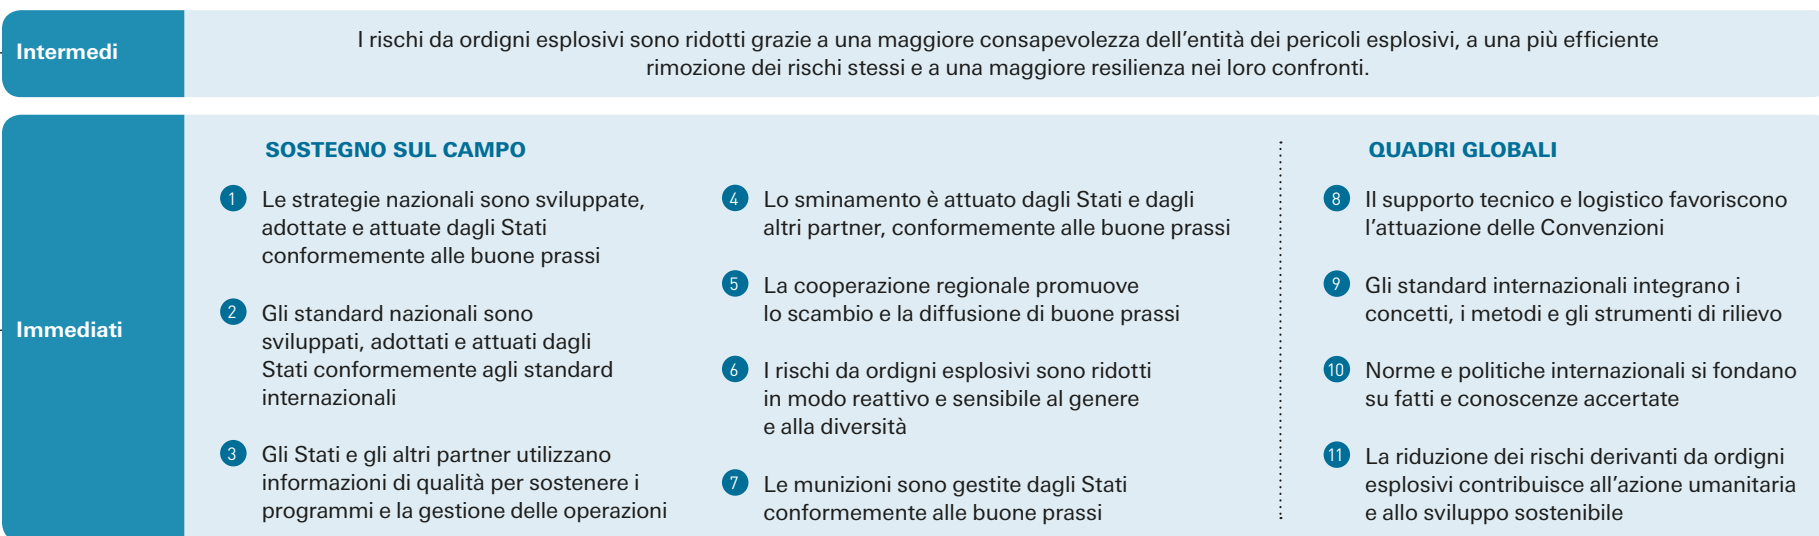 Intermedi
I rischi da ordigni esplosivi sono ridotti grazie a una maggiore consapevolezza dell’entità dei pericoli esplosivi, a una più efficiente
rimozione dei rischi stessi e a una maggiore resilienza nei loro confronti.
Immediati
SOSTEGNO SUL CAMPO
1 Le strategie nazionali sono sviluppate,
adottate e attuate dagli Stati
conformemente alle buone prassi
2 Gli standard nazionali sono
sviluppati, adottati e attuati dagli
Stati conformemente agli standard
internazionali
3 Gli Stati e gli altri partner utilizzano
informazioni di qualità per sostenere i
programmi e la gestione delle operazioni
4 Lo sminamento è attuato dagli Stati e dagli
altri partner, conformemente alle buone prassi
5 La cooperazione regionale promuove
lo scambio e la diffusione di buone prassi
6 I rischi da ordigni esplosivi sono ridotti
in modo reattivo e sensibile al genere
e alla diversità
7 Le munizioni sono gestite dagli Stati
conformemente alle buone prassi
QUADRI GLOBALI
8 Il supporto tecnico e logistico favoriscono
l’attuazione delle Convenzioni
9 Gli standard internazionali integrano i
concetti, i metodi e gli strumenti di rilievo
10 Norme e politiche internazionali si fondano
su fatti e conoscenze accertate
11 La riduzione dei rischi derivanti da ordigni
esplosivi contribuisce all’azione umanitaria
e allo sviluppo sostenibile